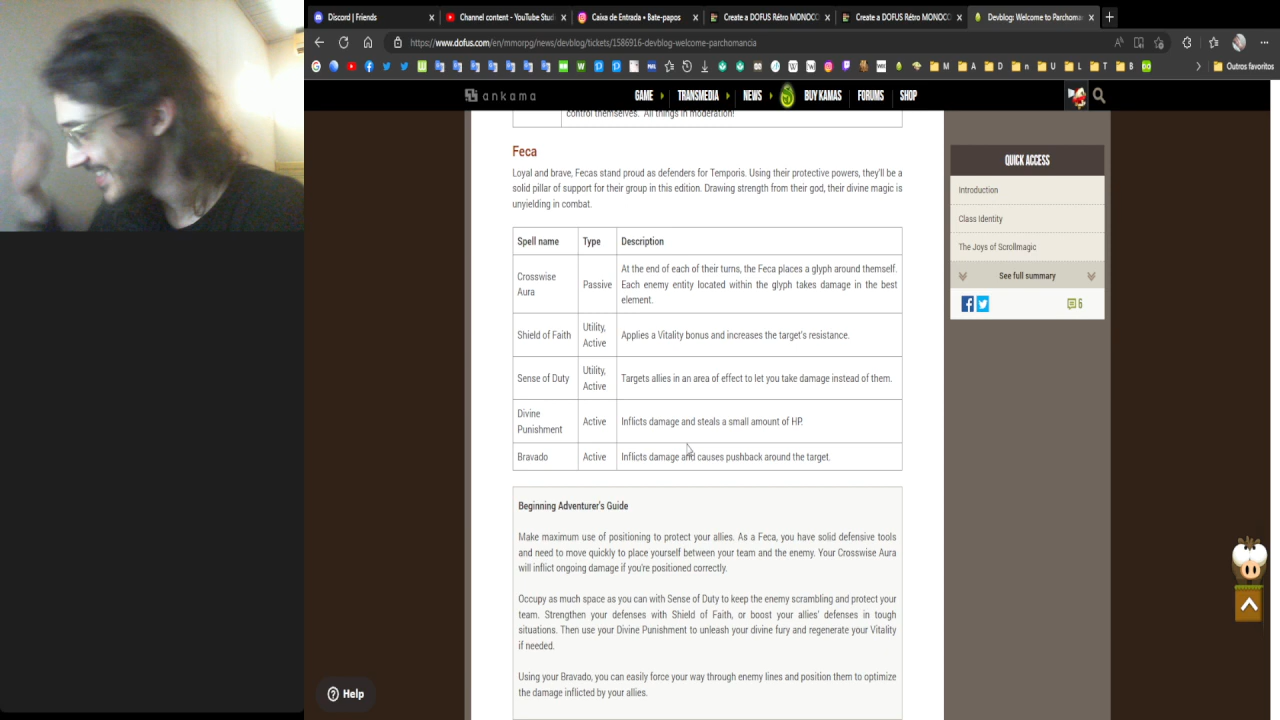 Discord | Friends
Channel content - YouTube Stud
Caixa de Entrada • Bate-papos
Create a DOFUS Rétro MONOCO
Create a DOFUS Rétro MONOCO
Devblog: Welcome to Parchoman
https://www.dofus.com/en/mmorpg/news/devblog/tickets/1586916-devblog-welcome-parchomancia
M
A
D
n
U
L
T
B
Outros favoritos
ankama
GAME
TRANSMEDIA
NEWS
BUY KAMAS
FORUMS
SHOP
control themselves. All things in moderation!
Feca
Loyal and brave, Fecas stand proud as defenders for Temporis. Using their protective powers, they'll be a
solid pillar of support for their group in this edition. Drawing strength from their god, their divine magic is
unyielding in combat.
Spell name Type Description
Crosswise Aura Passive At the end of each of their turns, the Feca places a glyph around themself.
Each enemy entity located within the glyph takes damage in the best
element.
Shield of Faith Utility, Active Applies a Vitality bonus and increases the target's resistance.
Sense of Duty Utility, Active Targets allies in an area of effect to let you take damage instead of them.
Divine Punishment Active Inflicts damage and steals a small amount of HP.
Bravado Active Inflicts damage and causes pushback around the target.
Beginning Adventurer's Guide
Make maximum use of positioning to protect your allies. As a Feca, you have solid defensive tools
and need to move quickly to place yourself between your team and the enemy. Your Crosswise Aura
will inflict ongoing damage if you're positioned correctly.
Occupy as much space as you can with Sense of Duty to keep the enemy scrambling and protect your
team. Strengthen your defenses with Shield of Faith, or boost your allies' defenses in tough
situations. Then use your Divine Punishment to unleash your divine fury and regenerate your Vitality
if needed.
Using your Bravado, you can easily force your way through enemy lines and position them to optimize
the damage inflicted by your allies.
QUICK ACCESS
Introduction
Class Identity
The Joys of Scrollmagic
See full summary
6
Help